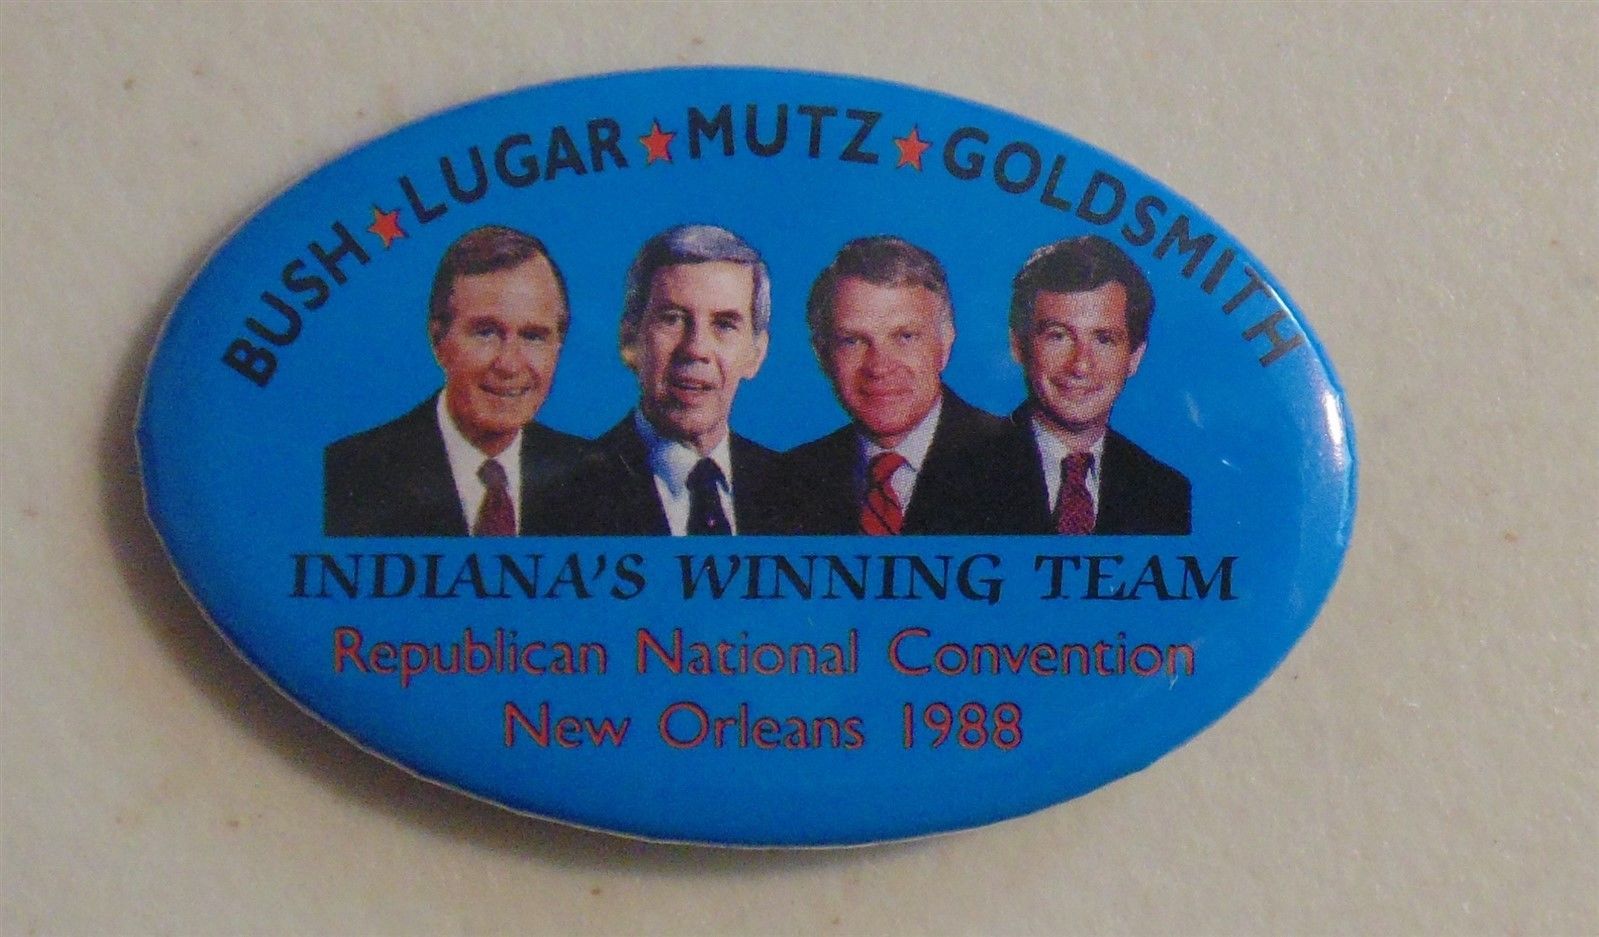 BUSH ★ LUGAR ★ MUTZ ★ GOLDSMITH
INDIANA'S WINNING TEAM
Republican National Convention
New Orleans 1988